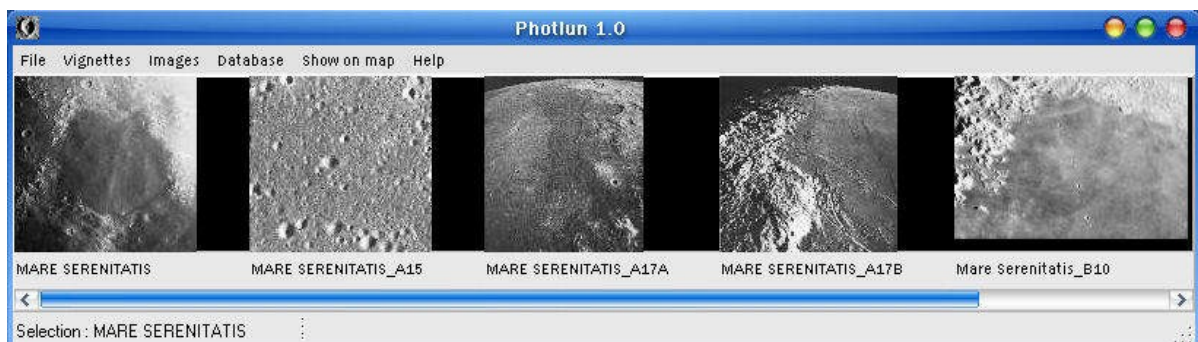 Photlun 1.0
File Vignettes Images Database Show on map Help
MARE SERENITATIS MARE SERENITATIS_A15 MARE SERENITATIS_A17A MARE SERENITATIS_A17B Mare Serenitatis_B10
Selection : MARE SERENITATIS